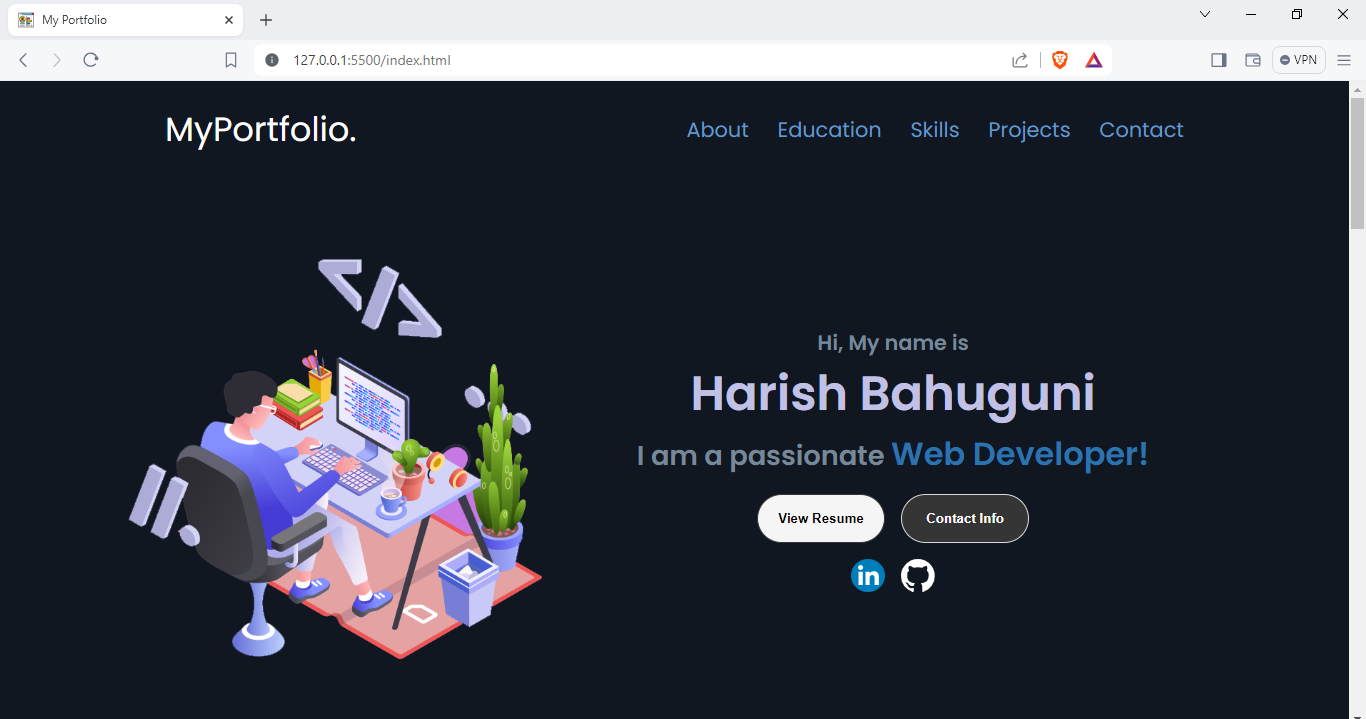 My Portfolio
127.0.0.1:5500/index.html
VPN
MyPortfolio.
About Education Skills Projects Contact
</>
Hi, My name is
Harish Bahuguni
I am a passionate Web Developer!
//.
View Resume Contact Info
in